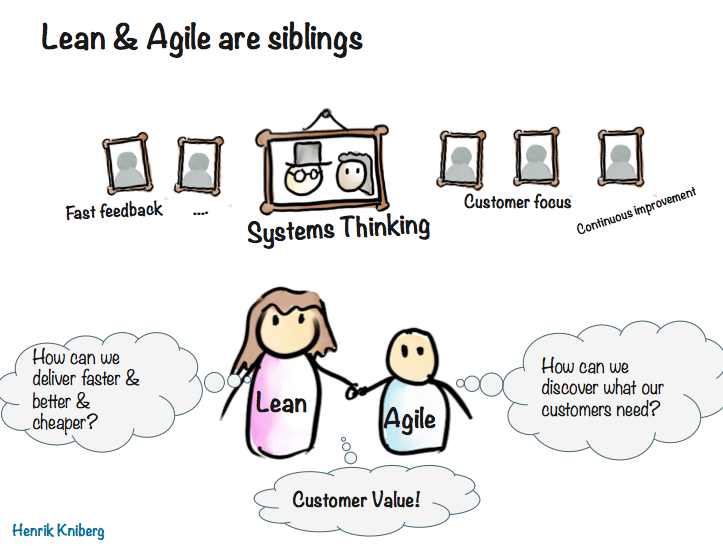 Lean & Agile are siblings
Fast feedback
....
Systems Thinking
Customer focus
Continuous improvement
How can we
deliver faster &
better &
cheaper?
Lean
Agile
How can we
discover what our
customers need?
Customer Value!
Henrik Kniberg